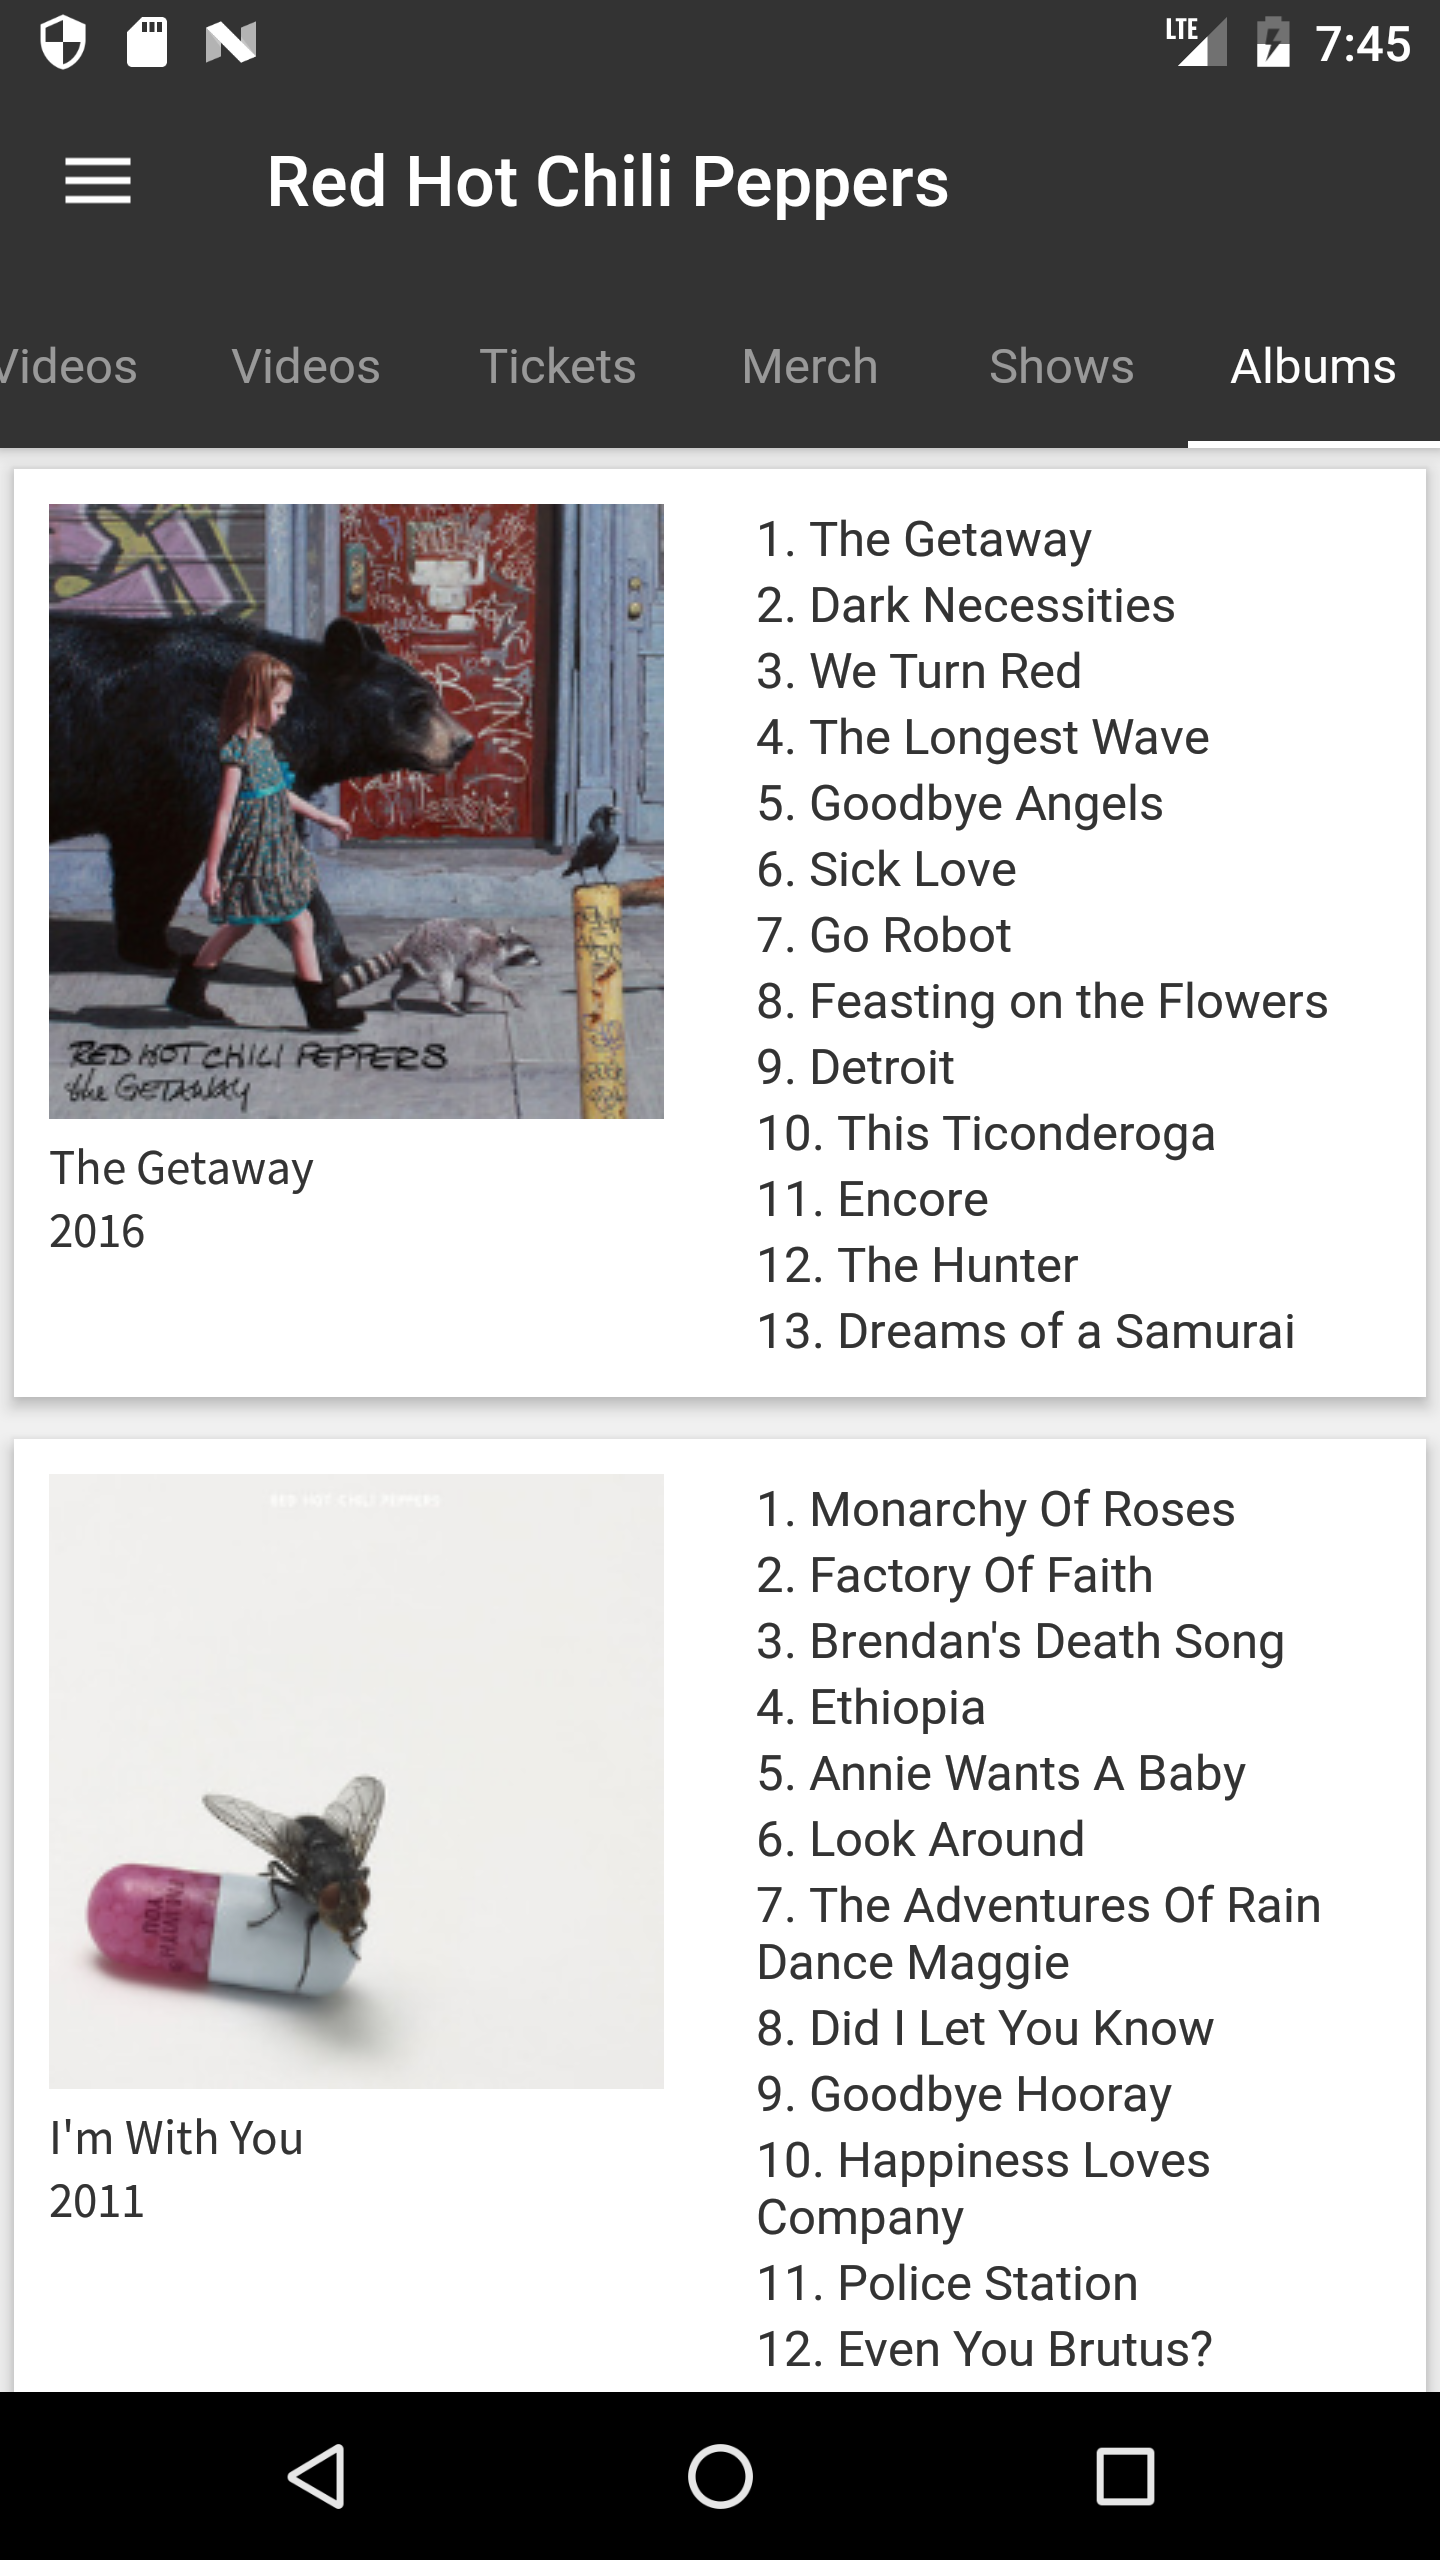 LTE 7:45
Red Hot Chili Peppers
Videos Videos Tickets Merch Shows Albums
RED HOT CHILI PEPPERS
the GETAWAY
The Getaway
2016
1. The Getaway
2. Dark Necessities
3. We Turn Red
4. The Longest Wave
5. Goodbye Angels
6. Sick Love
7. Go Robot
8. Feasting on the Flowers
9. Detroit
10. This Ticonderoga
11. Encore
12. The Hunter
13. Dreams of a Samurai
RED HOT CHILI PEPPERS
I'M WITH YOU
I'm With You
2011
1. Monarchy Of Roses
2. Factory Of Faith
3. Brendan's Death Song
4. Ethiopia
5. Annie Wants A Baby
6. Look Around
7. The Adventures Of Rain
Dance Maggie
8. Did I Let You Know
9. Goodbye Hooray
10. Happiness Loves
Company
11. Police Station
12. Even You Brutus?